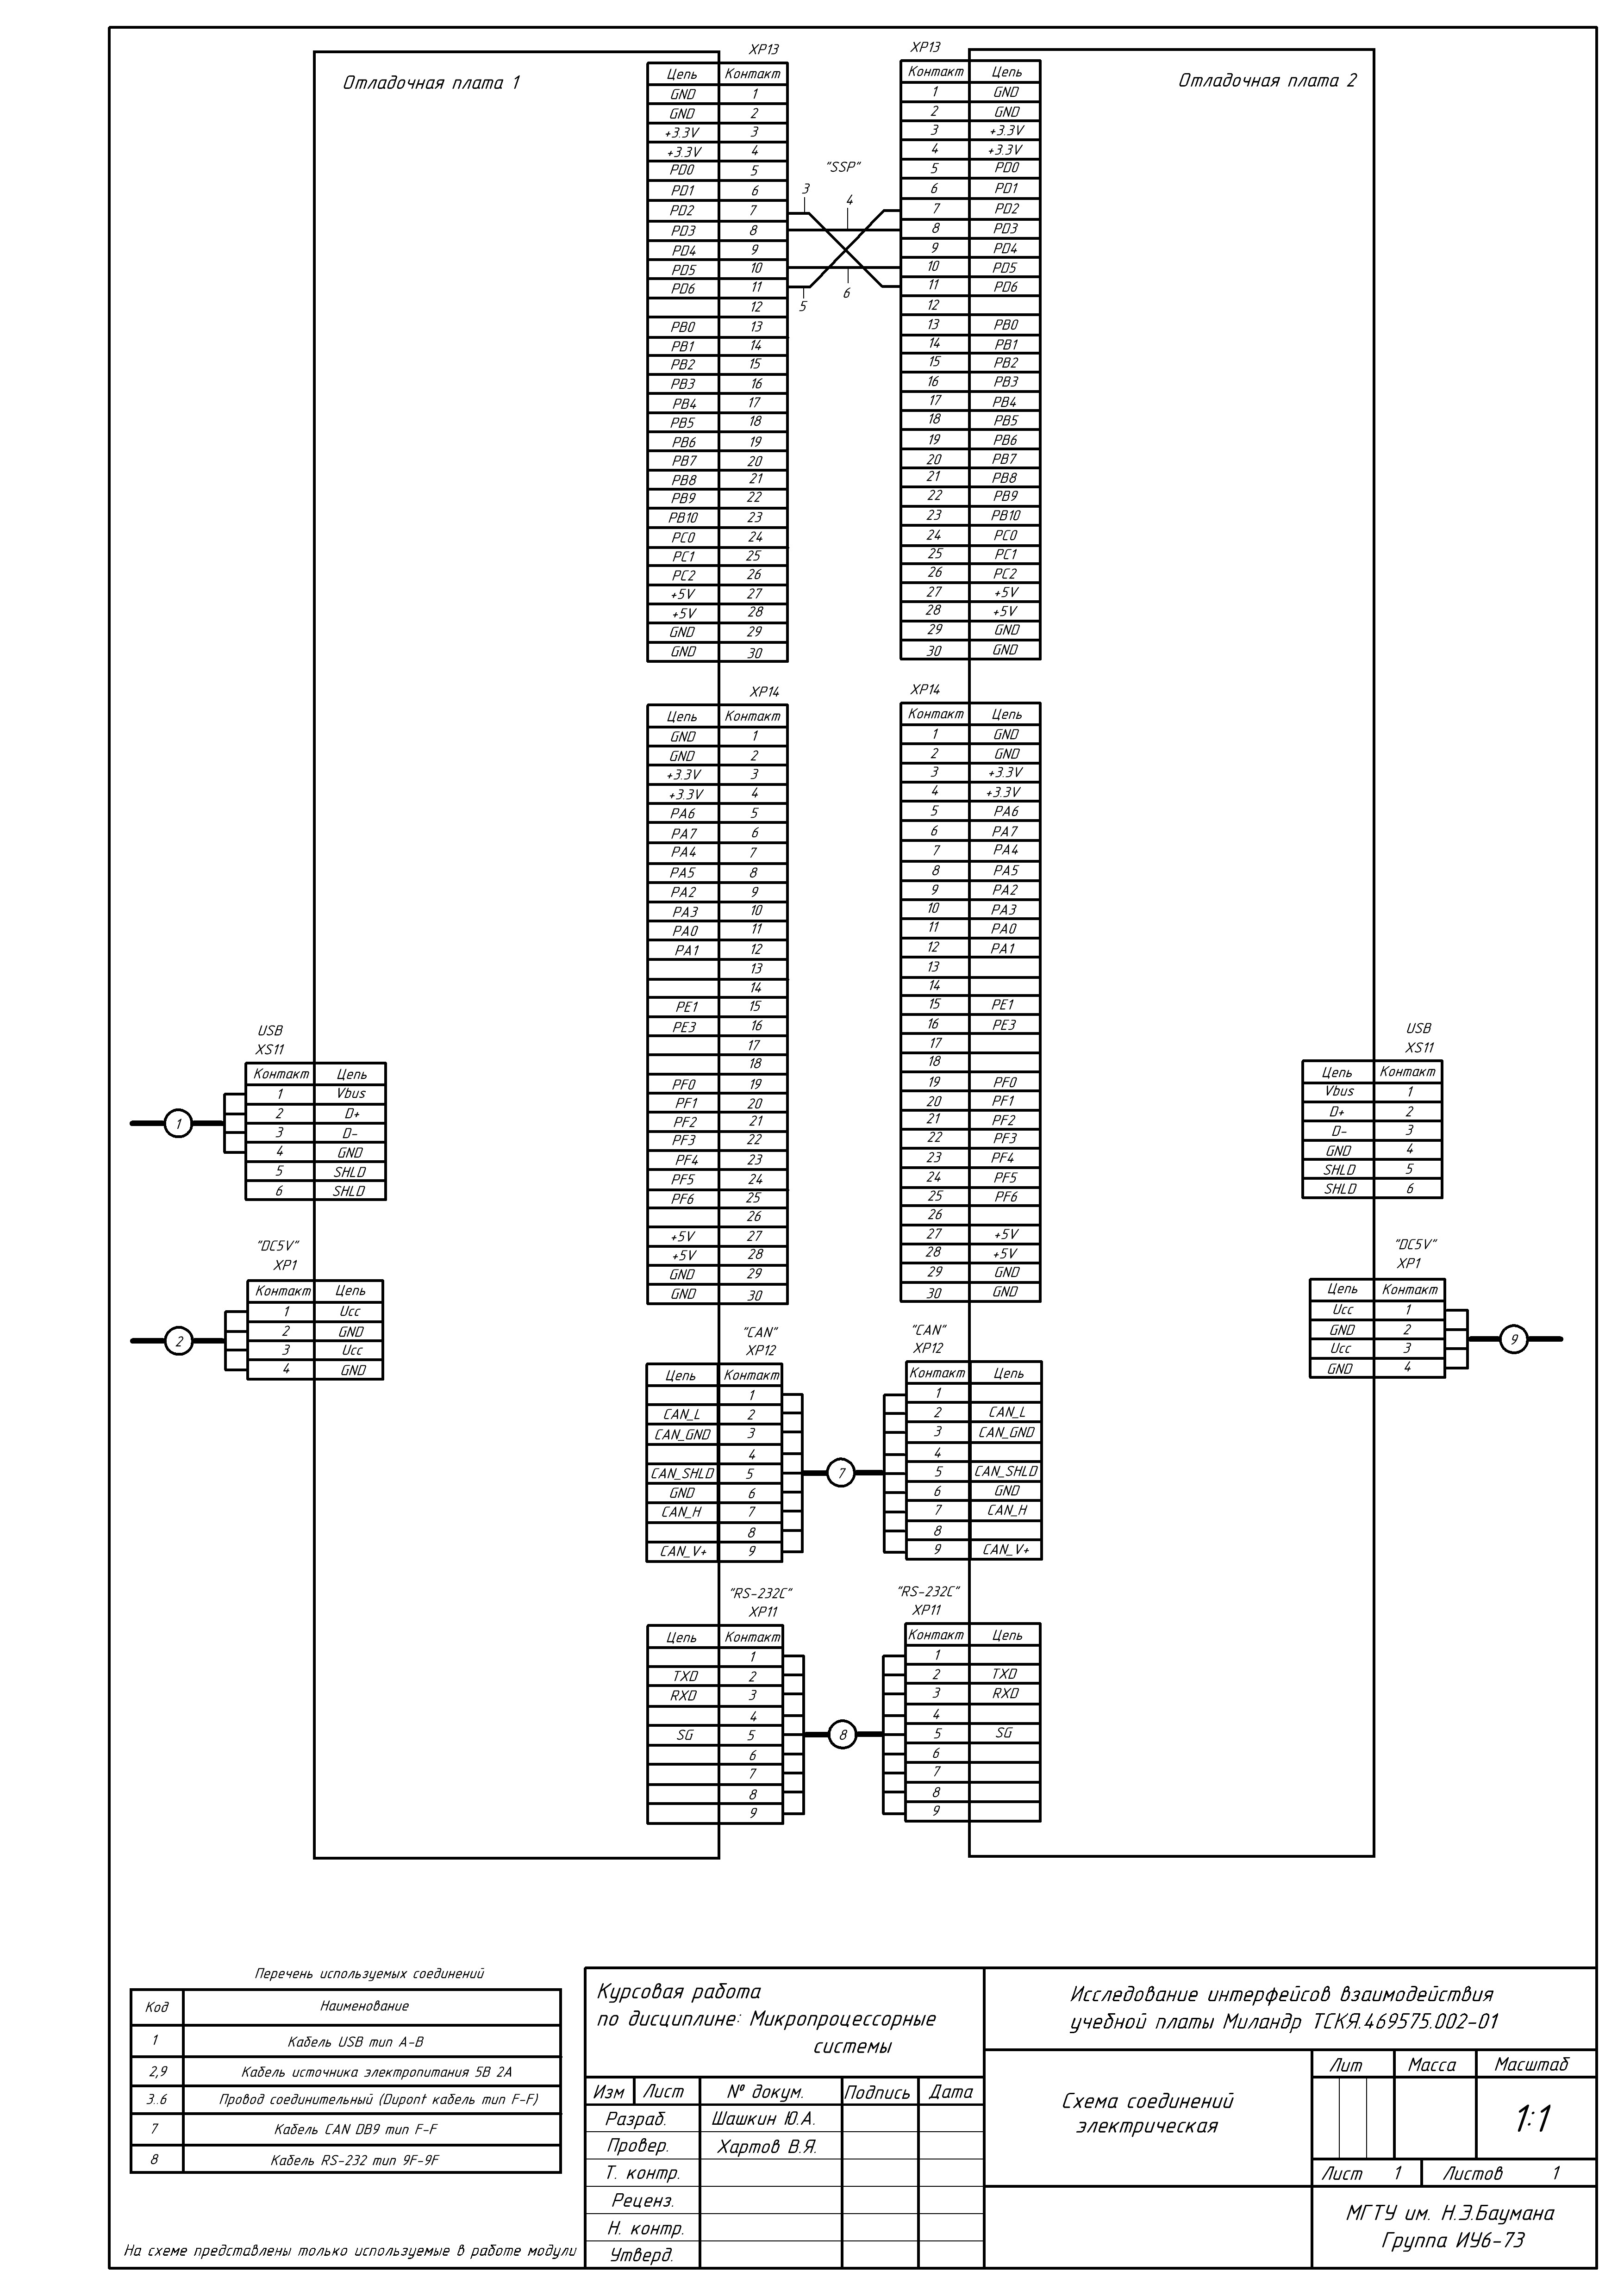 Отладочная плата 1
XP13
Цепь Контакт
GND 1
GND 2
+3.3V 3
+3.3V 4
PD0 5
PD1 6
PD2 7
PD3 8
PD4 9
PD5 10
PD6 11
12
PB0 13
PB1 14
PB2 15
PB3 16
PB4 17
PB5 18
PB6 19
PB7 20
PB8 21
PB9 22
PB10 23
PC0 24
PC1 25
PC2 26
+5V 27
+5V 28
GND 29
GND 30
"SSP"
3
4
5
6
XP13
Контакт Цепь
1 GND
2 GND
3 +3.3V
4 +3.3V
5 PD0
6 PD1
7 PD2
8 PD3
9 PD4
10 PD5
11 PD6
12
13 PB0
14 PB1
15 PB2
16 PB3
17 PB4
18 PB5
19 PB6
20 PB7
21 PB8
22 PB9
23 PB10
24 PC0
25 PC1
26 PC2
27 +5V
28 +5V
29 GND
30 GND
Отладочная плата 2
XP14
Цепь Контакт
GND 1
GND 2
+3.3V 3
+3.3V 4
PA6 5
PA7 6
PA4 7
PA5 8
PA2 9
PA3 10
PA0 11
PA1 12
13
14
PE1 15
PE3 16
17
18
PF0 19
PF1 20
PF2 21
PF3 22
PF4 23
PF5 24
PF6 25
26
+5V 27
+5V 28
GND 29
GND 30
XP14
Контакт Цепь
1 GND
2 GND
3 +3.3V
4 +3.3V
5 PA6
6 PA7
7 PA4
8 PA5
9 PA2
10 PA3
11 PA0
12 PA1
13
14
15 PE1
16 PE3
17
18
19 PF0
20 PF1
21 PF2
22 PF3
23 PF4
24 PF5
25 PF6
26
27 +5V
28 +5V
29 GND
30 GND
USB
XS11
Контакт Цепь
1 Vbus
2 D+
3 D-
4 GND
5 SHLD
6 SHLD
1
"DC5V"
XP1
Контакт Цепь
1 Ucc
2 GND
3 Ucc
4 GND
2
USB
XS11
Цепь Контакт
Vbus 1
D+ 2
D- 3
GND 4
SHLD 5
SHLD 6
"DC5V"
XP1
Цепь Контакт
Ucc 1
GND 2
Ucc 3
GND 4
9
"CAN"
XP12
Цепь Контакт
1
CAN_L 2
CAN_GND 3
4
CAN_SHLD 5
GND 6
CAN_H 7
8
CAN_V+ 9
7
"CAN"
XP12
Контакт Цепь
1
2 CAN_L
3 CAN_GND
4
5 CAN_SHLD
6 GND
7 CAN_H
8
9 CAN_V+
"RS-232C"
XP11
Цепь Контакт
1
TXD 2
RXD 3
4
SG 5
6
7
8
9
8
"RS-232C"
XP11
Контакт Цепь
1
2 TXD
3 RXD
4
5 SG
6
7
8
9
Перечень используемых соединений
Код Наименование
1 Кабель USB тип A-B
2,9 Кабель источника электропитания 5В 2А
3..6 Провод соединительный (Dupont кабель тип F-F)
7 Кабель CAN DB9 тип F-F
8 Кабель RS-232 тип 9F-9F
На схеме представлены только используемые в работе модули
Курсовая работа
по дисциплине: Микропроцессорные
системы
Изм Лист № докум. Подпись Дата
Разраб. Шашкин Ю.А.
Провер. Хартов В.Я.
Т. контр.
Реценз.
Н. контр.
Утверд.
Исследование интерфейсов взаимодействия
учебной платы Миландр ТСКЯ.469575.002-01
Схема соединений
электрическая
Лит Масса Масштаб
1:1
Лист 1 Листов 1
МГТУ им. Н.Э.Баумана
Группа ИУ6-73